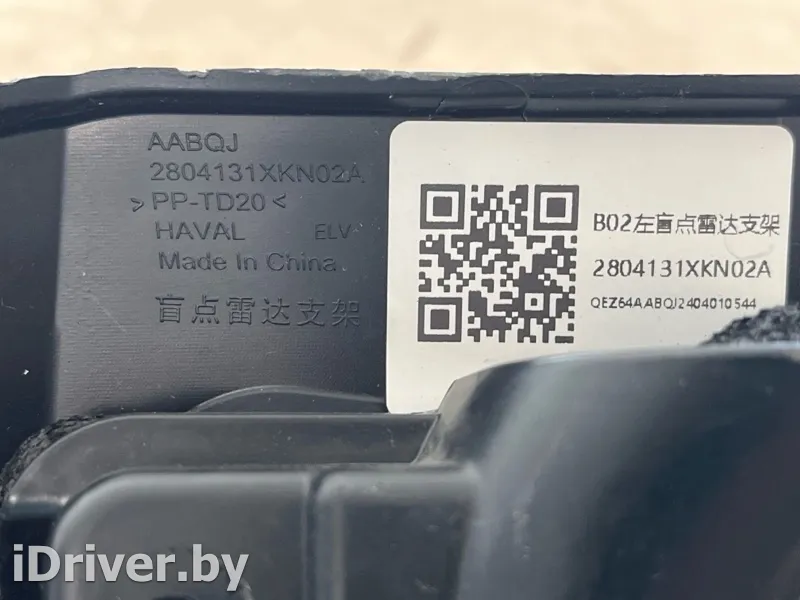 AABQJ
2804131XKN02A
>PP-TD20<
HAVAL ELV
Made In China
盲点雷达支架
B02左盲点雷达支架
2804131XKN02A
QEZ64AABQJ2404010544
iDriver.by